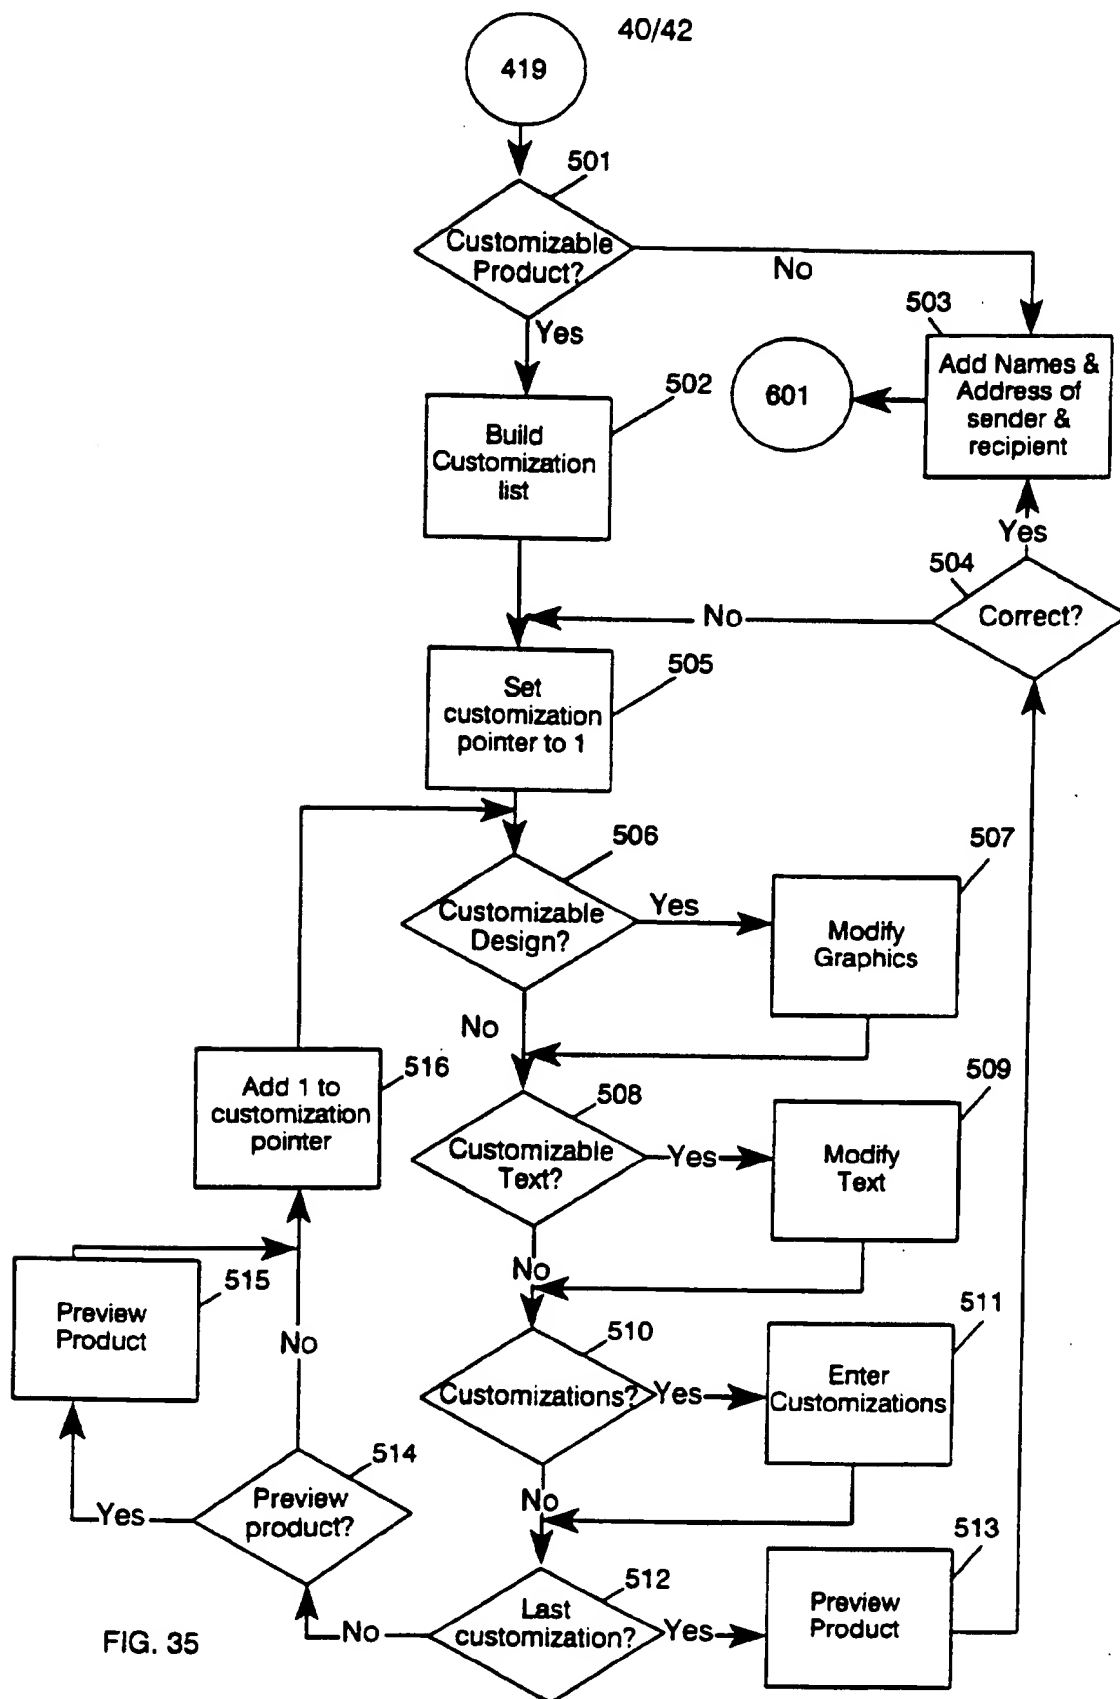 40/42
419
501
Customizable
Product?
No
Yes
503
Add Names &
Address of
sender &
recipient
601
502
Build
Customization
list
Yes
504
Correct?
No
505
Set
customization
pointer to 1
506
Customizable
Design?
Yes
507
Modify
Graphics
No
516
Add 1 to
customization
pointer
508
Customizable
Text?
Yes
509
Modify
Text
No
515
Preview
Product
No
510
Customizations?
Yes
511
Enter
Customizations
No
514
Preview
product?
Yes
512
Last
customization?
No
Yes
513
Preview
Product
FIG. 35